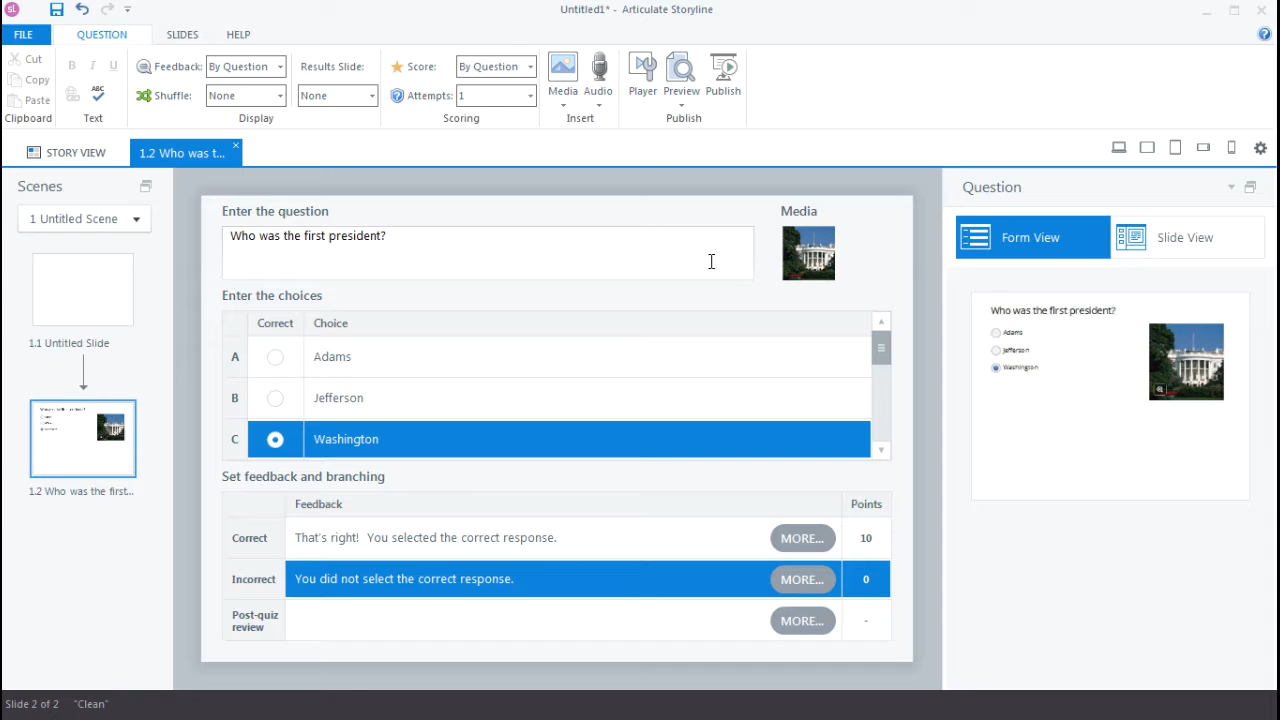 sl
Untitled1* - Articulate Storyline
FILE
QUESTION
SLIDES
HELP
Cut
Copy
Paste
Clipboard
B I U
ABC
Text
Feedback: By Question
Shuffle: None
Results Slide:
None
Display
Score: By Question
Attempts: 1
Scoring
Media
Audio
Insert
Player
Preview
Publish
Publish
STORY VIEW
1.2 Who was t...
Scenes
1 Untitled Scene
1.1 Untitled Slide
1.2 Who was the first...
Enter the question
Media
Who was the first president?
Enter the choices
Correct
Choice
A
Adams
B
Jefferson
C
Washington
Set feedback and branching
Feedback
Points
Correct
That's right!  You selected the correct response.
MORE...
10
Incorrect
You did not select the correct response.
MORE...
0
Post-quiz
review
MORE...
-
Question
Form View
Slide View
Who was the first president?
Adams
Jefferson
Washington
Slide 2 of 2
"Clean"